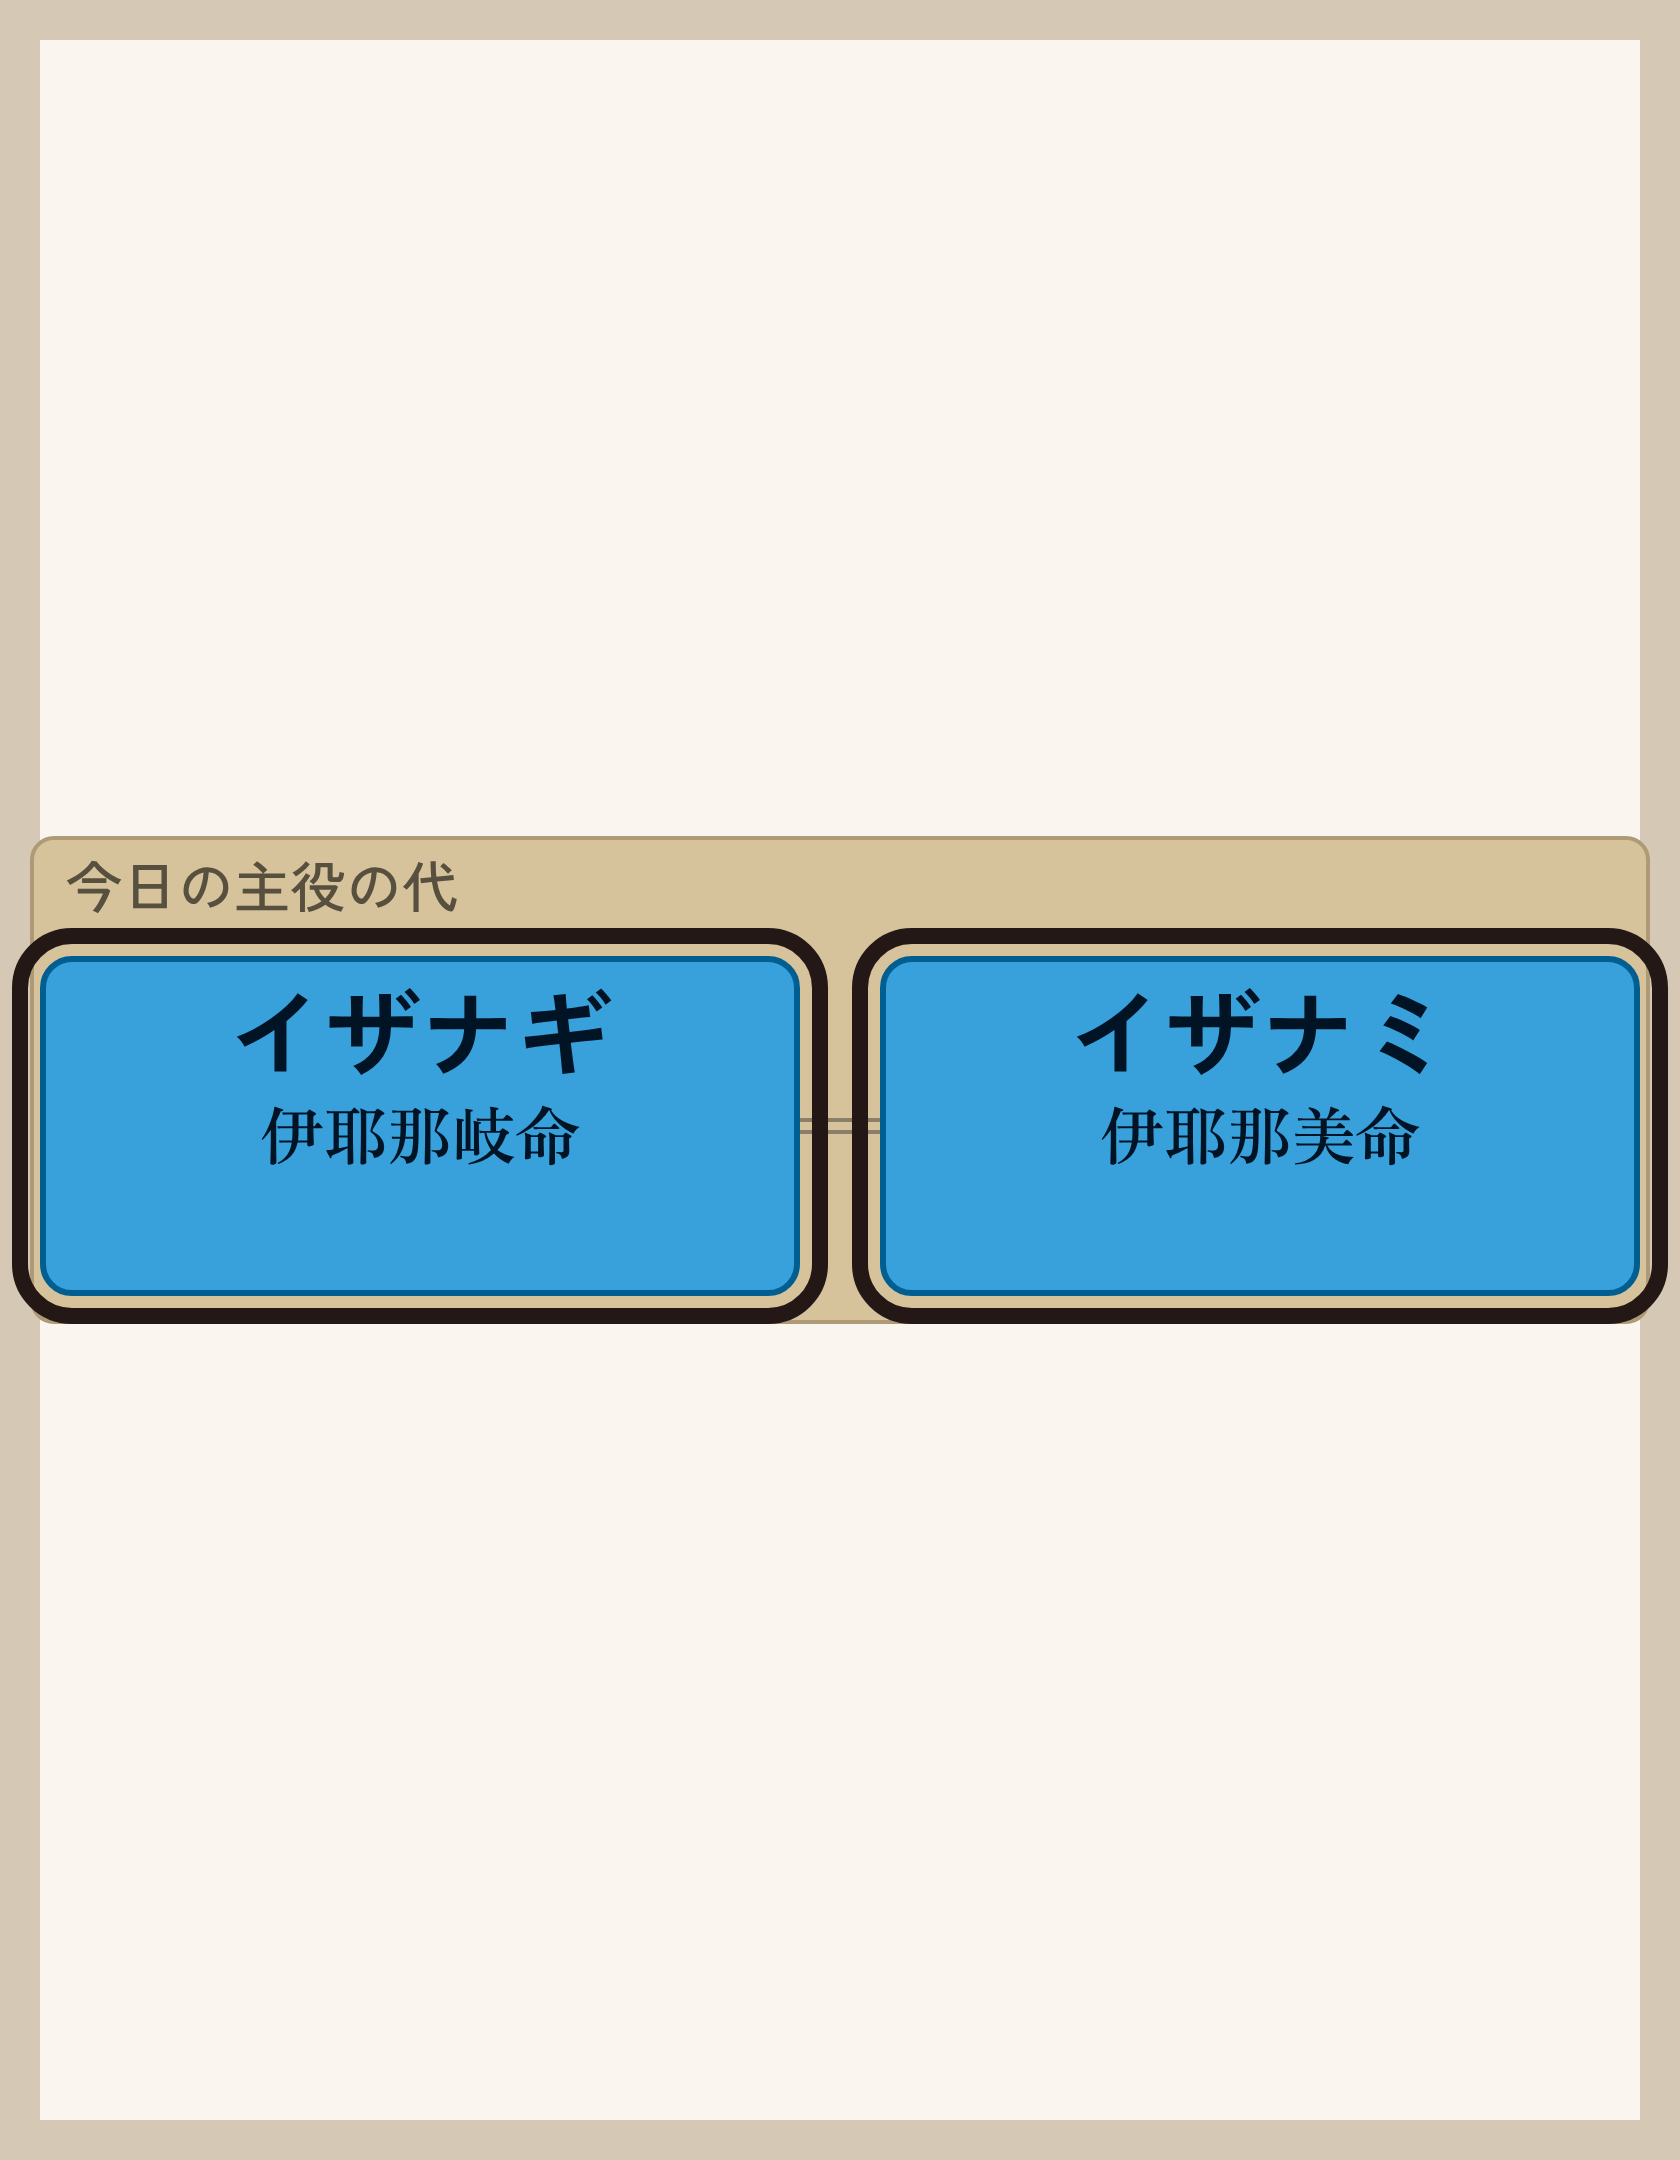 今日の主役の代
イザナギ
伊耶那岐命
イザナミ
伊耶那美命